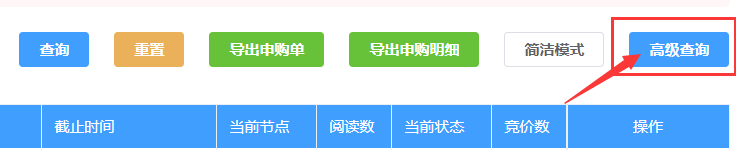 查询 重置 导出申购单 导出申购明细 简洁模式 高级查询
截止时间 当前节点 阅读数 当前状态 竞价数 操作